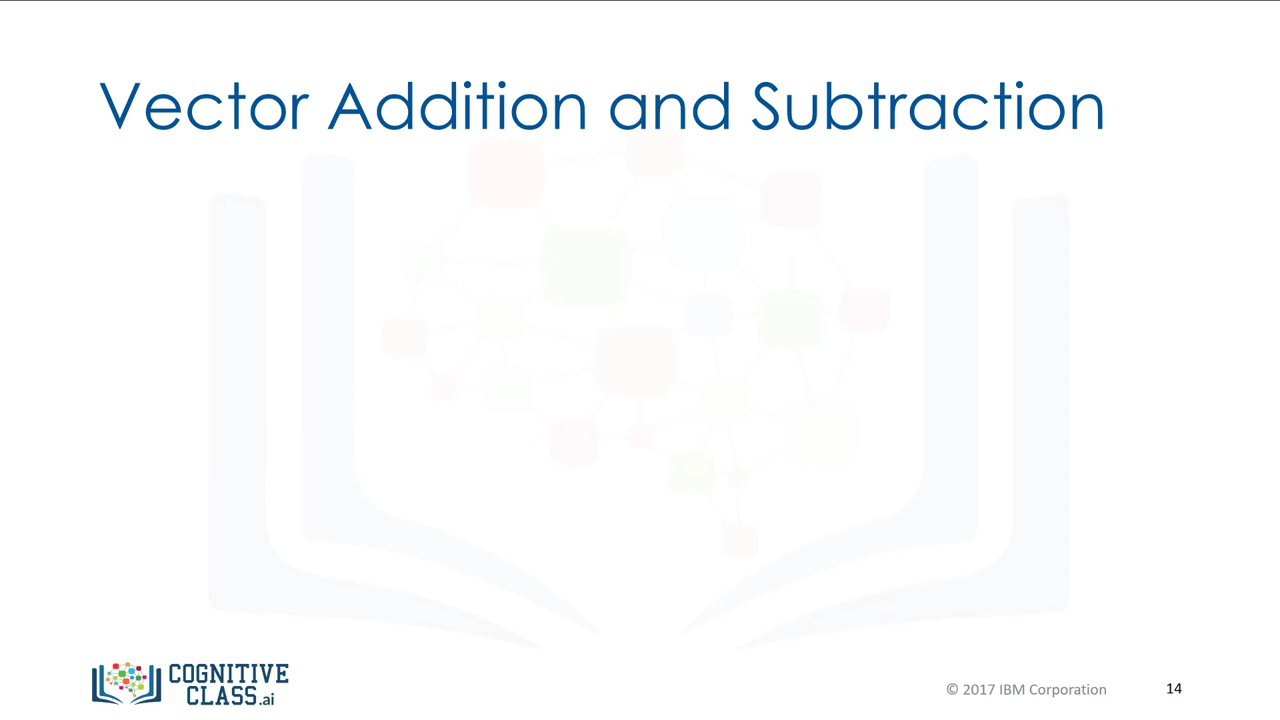 Vector Addition and Subtraction
COGNITIVE
CLASS.ai
© 2017 IBM Corporation
14